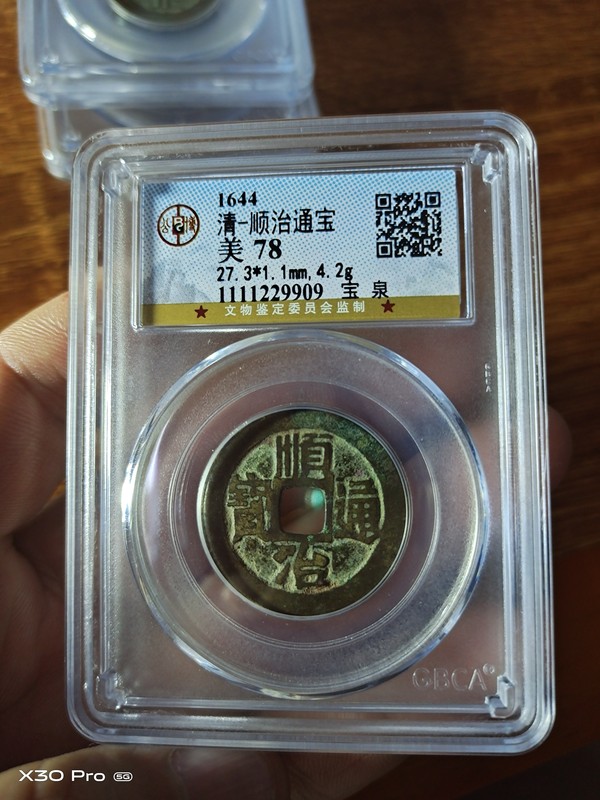 1644
清-顺治通宝
美 78
27.3*1.1mm,4.2g
1111229909 宝 泉
★ 文物鉴定委员会监制 ★
GBCA
順
寶 通
治
GBCA®
X30 Pro 5G